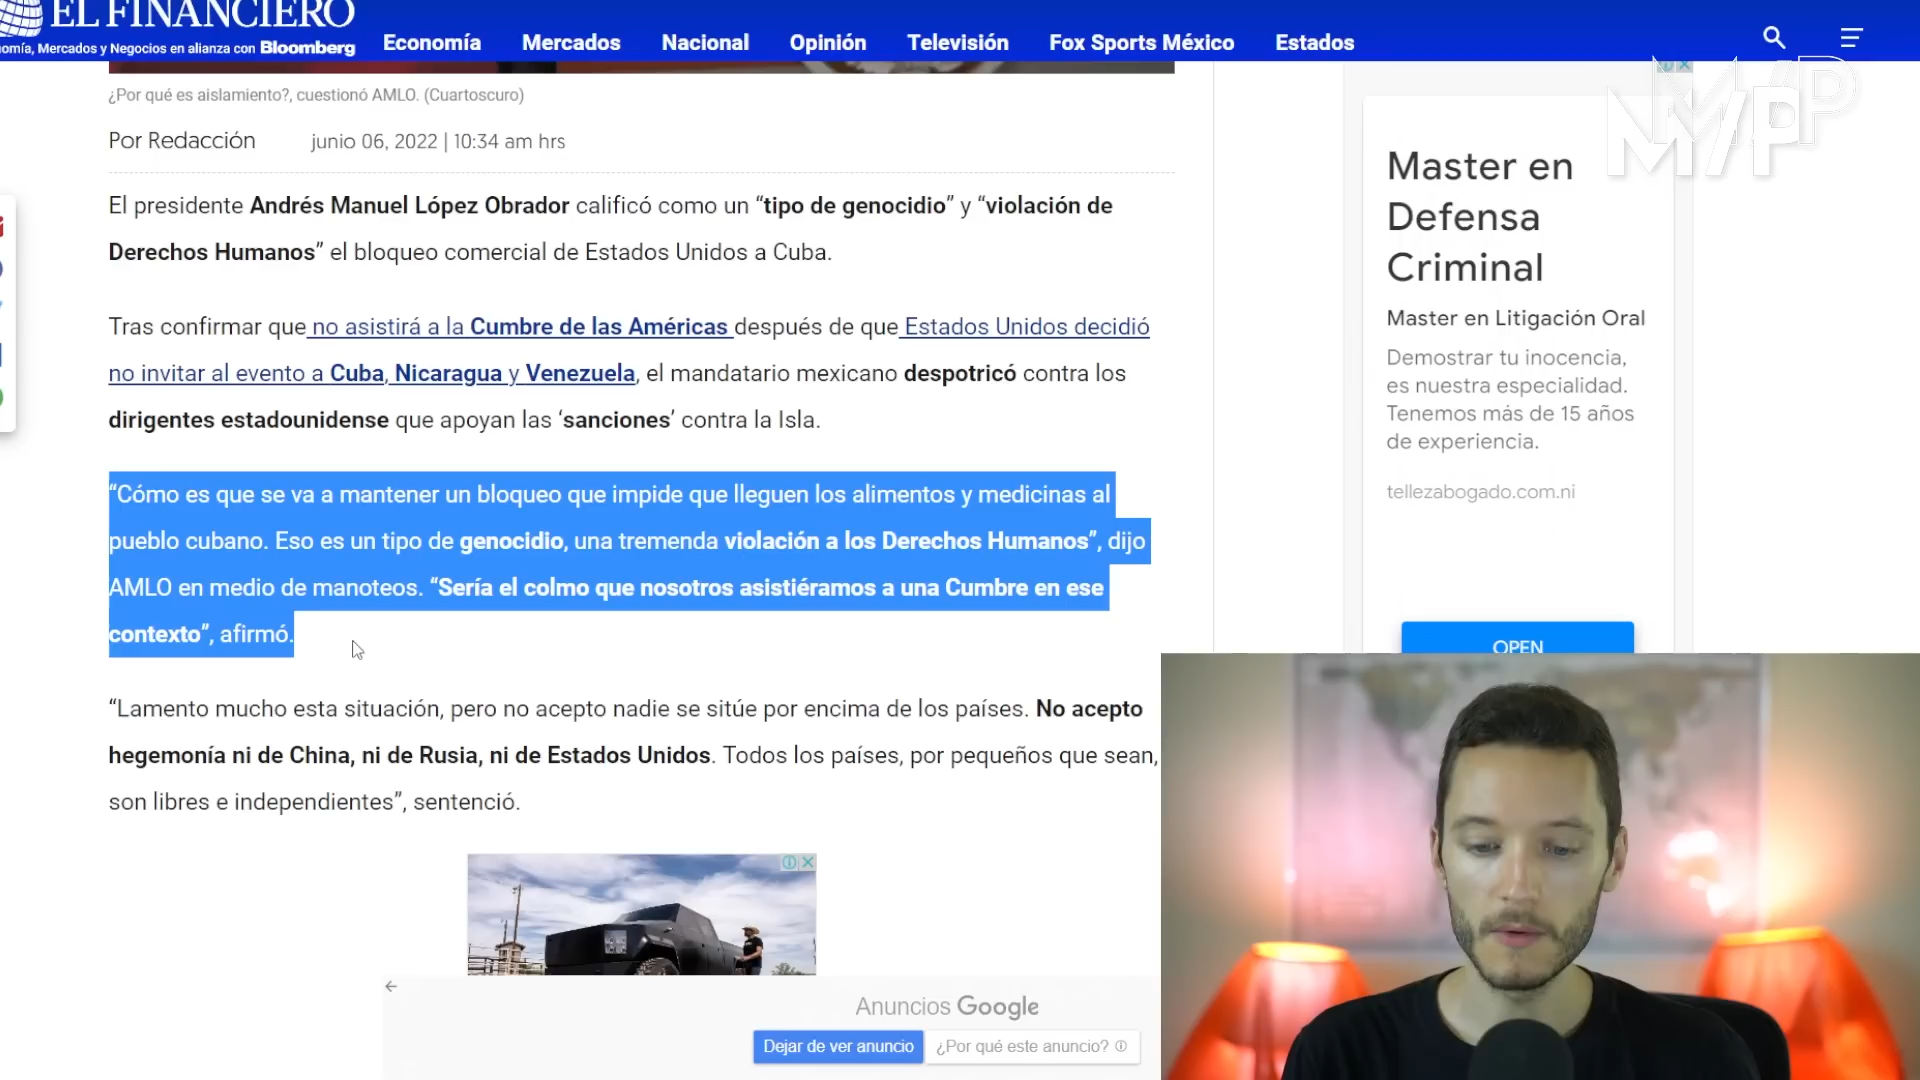 EL FINANCIERO
omía, Mercados y Negocios en alianza con Bloomberg
Economía Mercados Nacional Opinión Televisión Fox Sports México Estados
MP
¿Por qué es aislamiento?, cuestionó AMLO. (Cuartoscuro)
Por Redacción junio 06, 2022 | 10:34 am hrs
El presidente Andrés Manuel López Obrador calificó como un “tipo de genocidio” y “violación de
Derechos Humanos” el bloqueo comercial de Estados Unidos a Cuba.
Tras confirmar que no asistirá a la Cumbre de las Américas después de que Estados Unidos decidió
no invitar al evento a Cuba, Nicaragua y Venezuela, el mandatario mexicano despotricó contra los
dirigentes estadounidense que apoyan las ‘sanciones’ contra la Isla.
“Cómo es que se va a mantener un bloqueo que impide que lleguen los alimentos y medicinas al
pueblo cubano. Eso es un tipo de genocidio, una tremenda violación a los Derechos Humanos”, dijo
AMLO en medio de manoteos. “Sería el colmo que nosotros asistiéramos a una Cumbre en ese
contexto”, afirmó.
“Lamento mucho esta situación, pero no acepto nadie se sitúe por encima de los países. No acepto
hegemonía ni de China, ni de Rusia, ni de Estados Unidos. Todos los países, por pequeños que sean,
son libres e independientes”, sentenció.
Master en
Defensa
Criminal
Master en Litigación Oral
Demostrar tu inocencia,
es nuestra especialidad.
Tenemos más de 15 años
de experiencia.
tellezabogado.com.ni
OPEN
Anuncios Google
Dejar de ver anuncio
¿Por qué este anuncio?